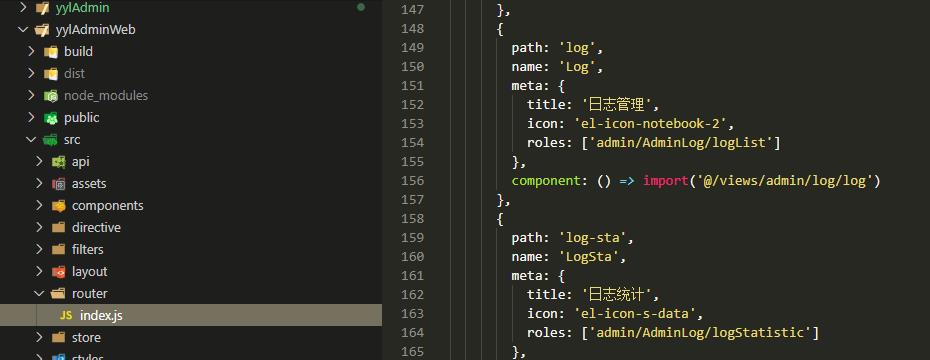 yylAdmin
yylAdminWeb
build
dist
node_modules
public
src
api
assets
components
directive
filters
layout
router
JS index.js
store
styles
147 },
148 {
149 path: 'log',
150 name: 'Log',
151 meta: {
152 title: '日志管理',
153 icon: 'el-icon-notebook-2',
154 roles: ['admin/AdminLog/logList']
155 },
156 component: () => import('@/views/admin/log/log')
157 },
158 {
159 path: 'log-sta',
160 name: 'LogSta',
161 meta: {
162 title: '日志统计',
163 icon: 'el-icon-s-data',
164 roles: ['admin/AdminLog/logStatistic']
165 },